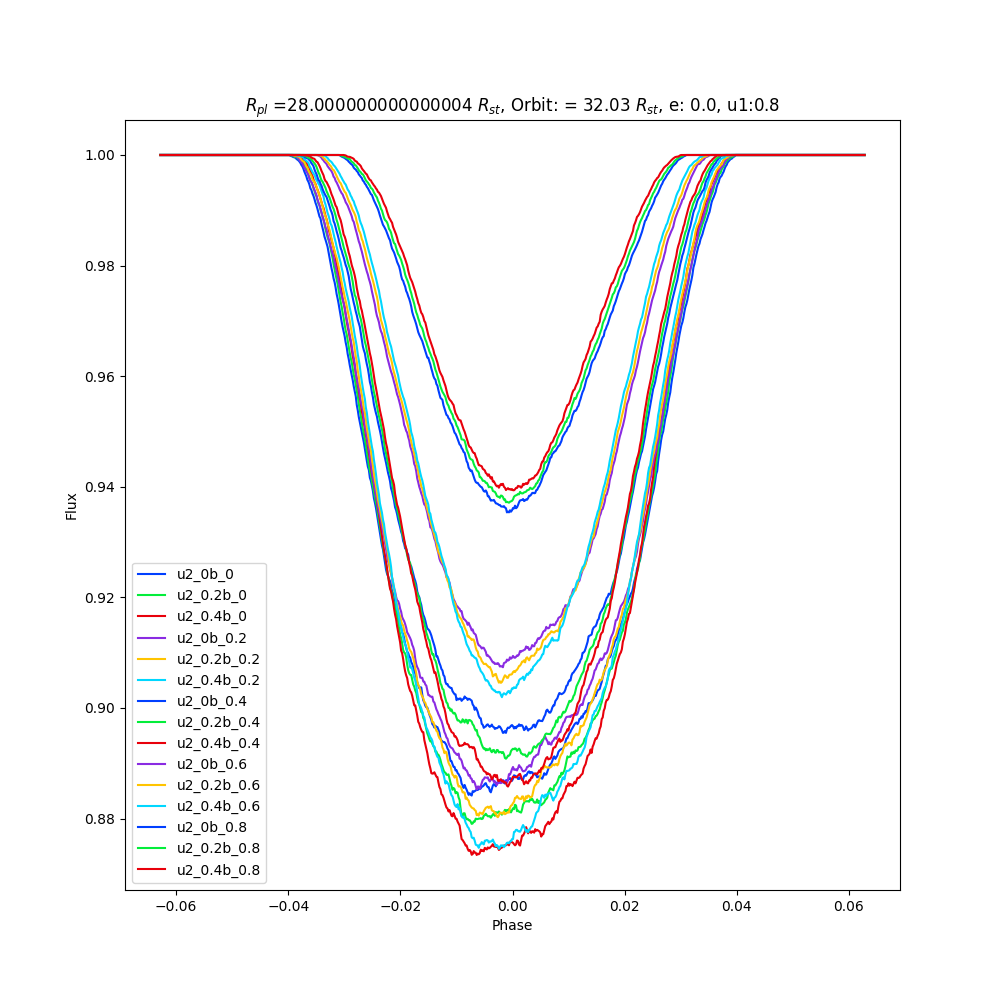 R_pl =28.000000000000004 R_st, Orbit: = 32.03 R_st, e: 0.0, u1:0.8
1.00
0.98
0.96
0.94
0.92
0.90
0.88
Flux
u2_0b_0
u2_0.2b_0
u2_0.4b_0
u2_0b_0.2
u2_0.2b_0.2
u2_0.4b_0.2
u2_0b_0.4
u2_0.2b_0.4
u2_0.4b_0.4
u2_0b_0.6
u2_0.2b_0.6
u2_0.4b_0.6
u2_0b_0.8
u2_0.2b_0.8
u2_0.4b_0.8
−0.06 −0.04 −0.02 0.00 0.02 0.04 0.06
Phase